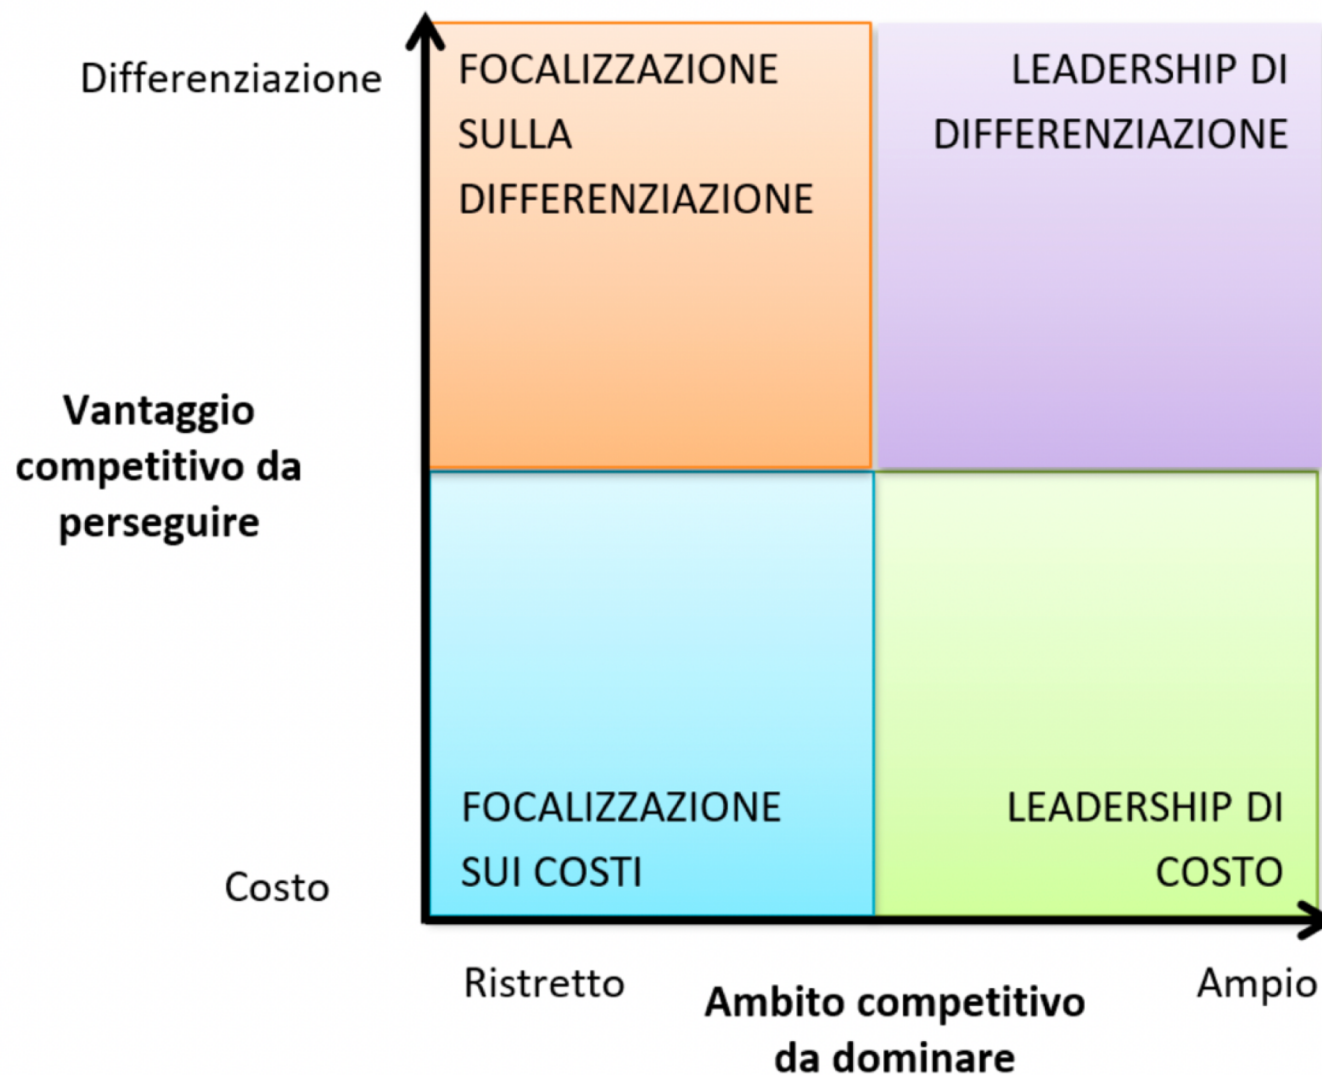 Differenziazione
FOCALIZZAZIONE
SULLA
DIFFERENZIAZIONE
LEADERSHIP DI
DIFFERENZIAZIONE
Vantaggio
competitivo da
perseguire
FOCALIZZAZIONE
SUI COSTI
LEADERSHIP DI
COSTO
Costo
Ristretto
Ambito competitivo
da dominare
Ampio